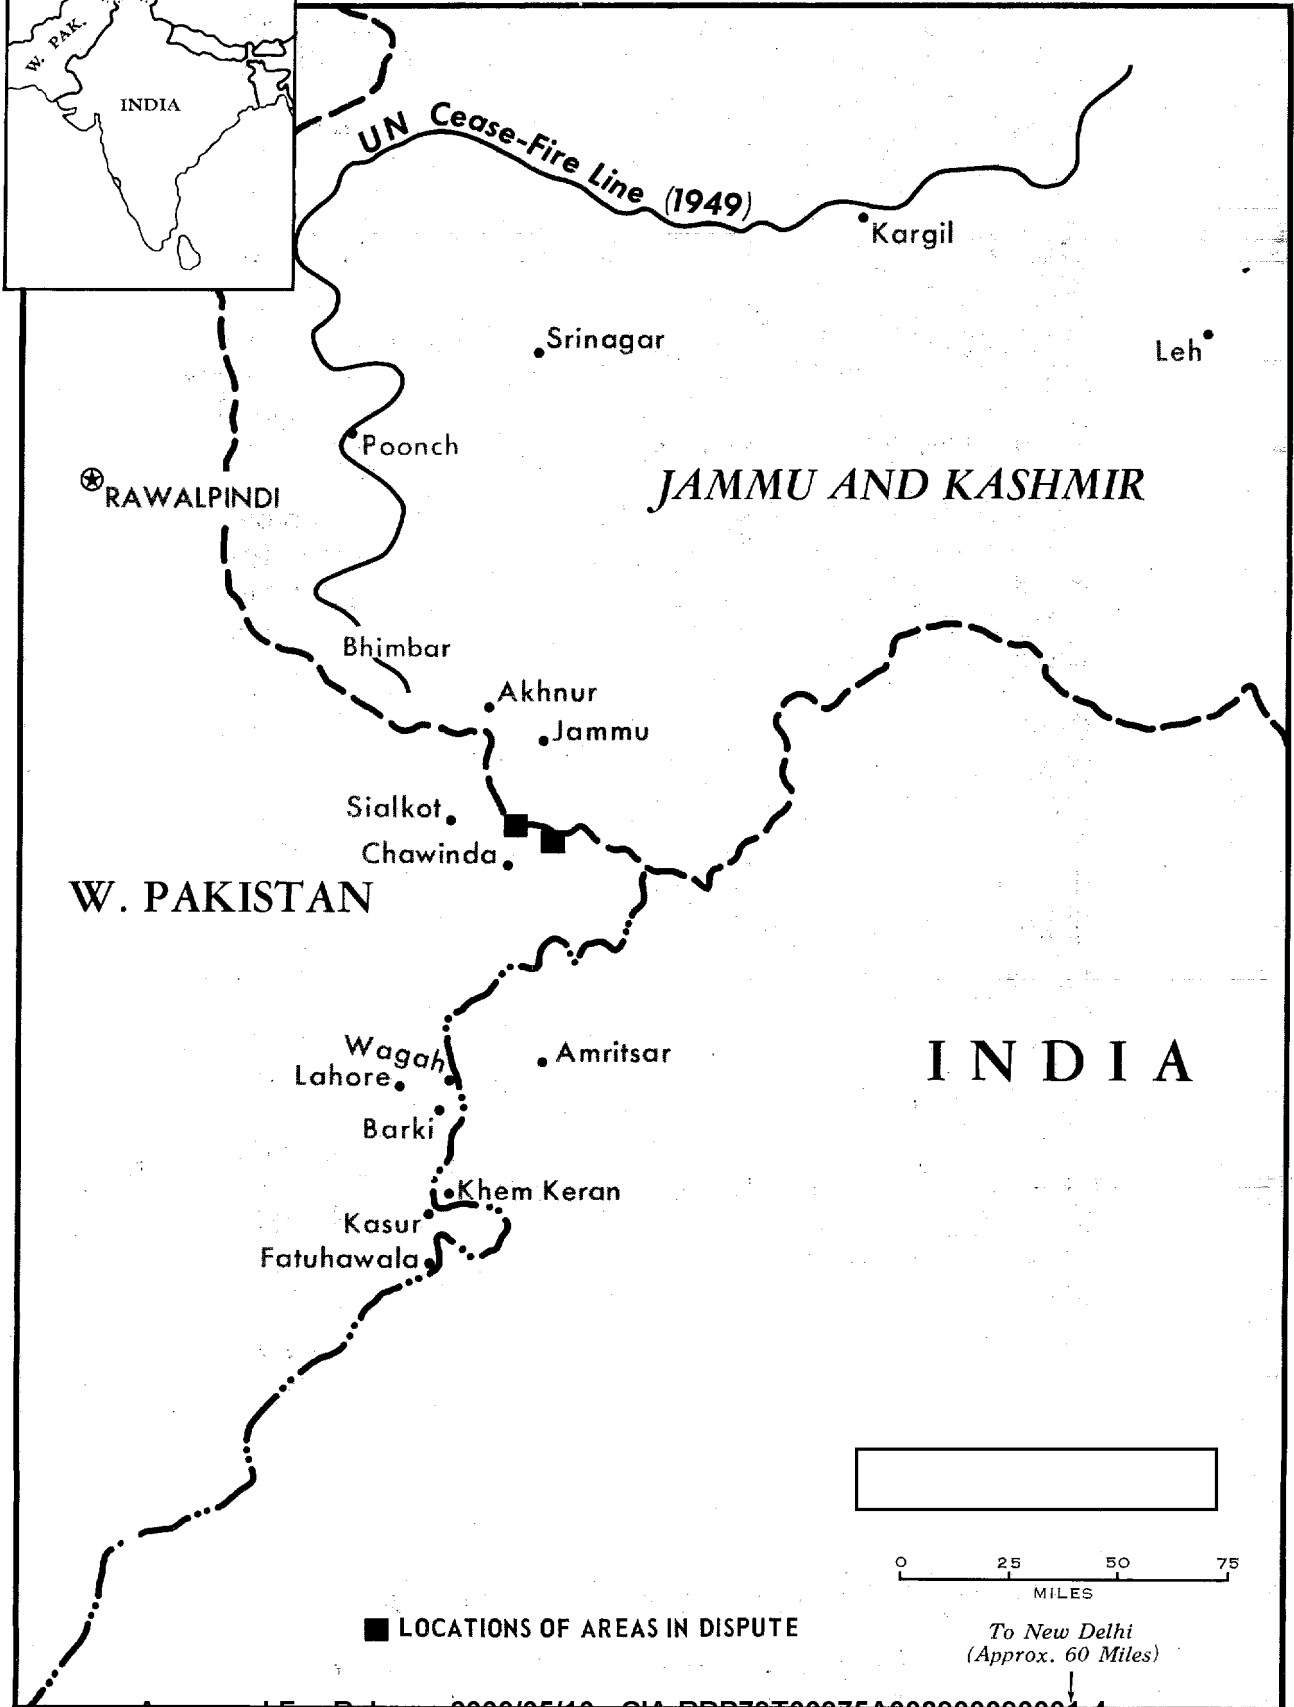 W. PAK.
INDIA
UN Cease-Fire Line (1949)
Kargil
Srinagar
Leh
Poonch
RAWALPINDI
JAMMU AND KASHMIR
Bhimbar
Akhnur
Jammu
Sialkot
Chawinda
W. PAKISTAN
Wagah
Amritsar
INDIA
Lahore
Barki
Khem Keran
Kasur
Fatuhawala
0 25 50 75
MILES
LOCATIONS OF AREAS IN DISPUTE
To New Delhi
(Approx. 60 Miles)